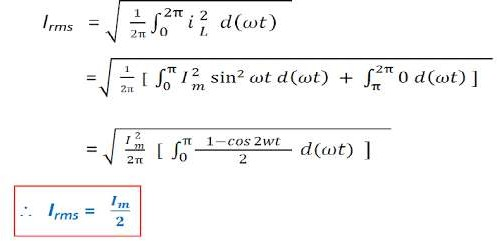 I_rms = √( 1/2π ∫₀^2π i_L² d(ωt) )
= √( 1/2π [ ∫₀^π I_m² sin² ωt d(ωt) + ∫_π^2π 0 d(ωt) ] )
= √( I_m²/2π [ ∫₀^π (1−cos 2wt)/2 d(ωt) ] )
∴ I_rms = I_m/2